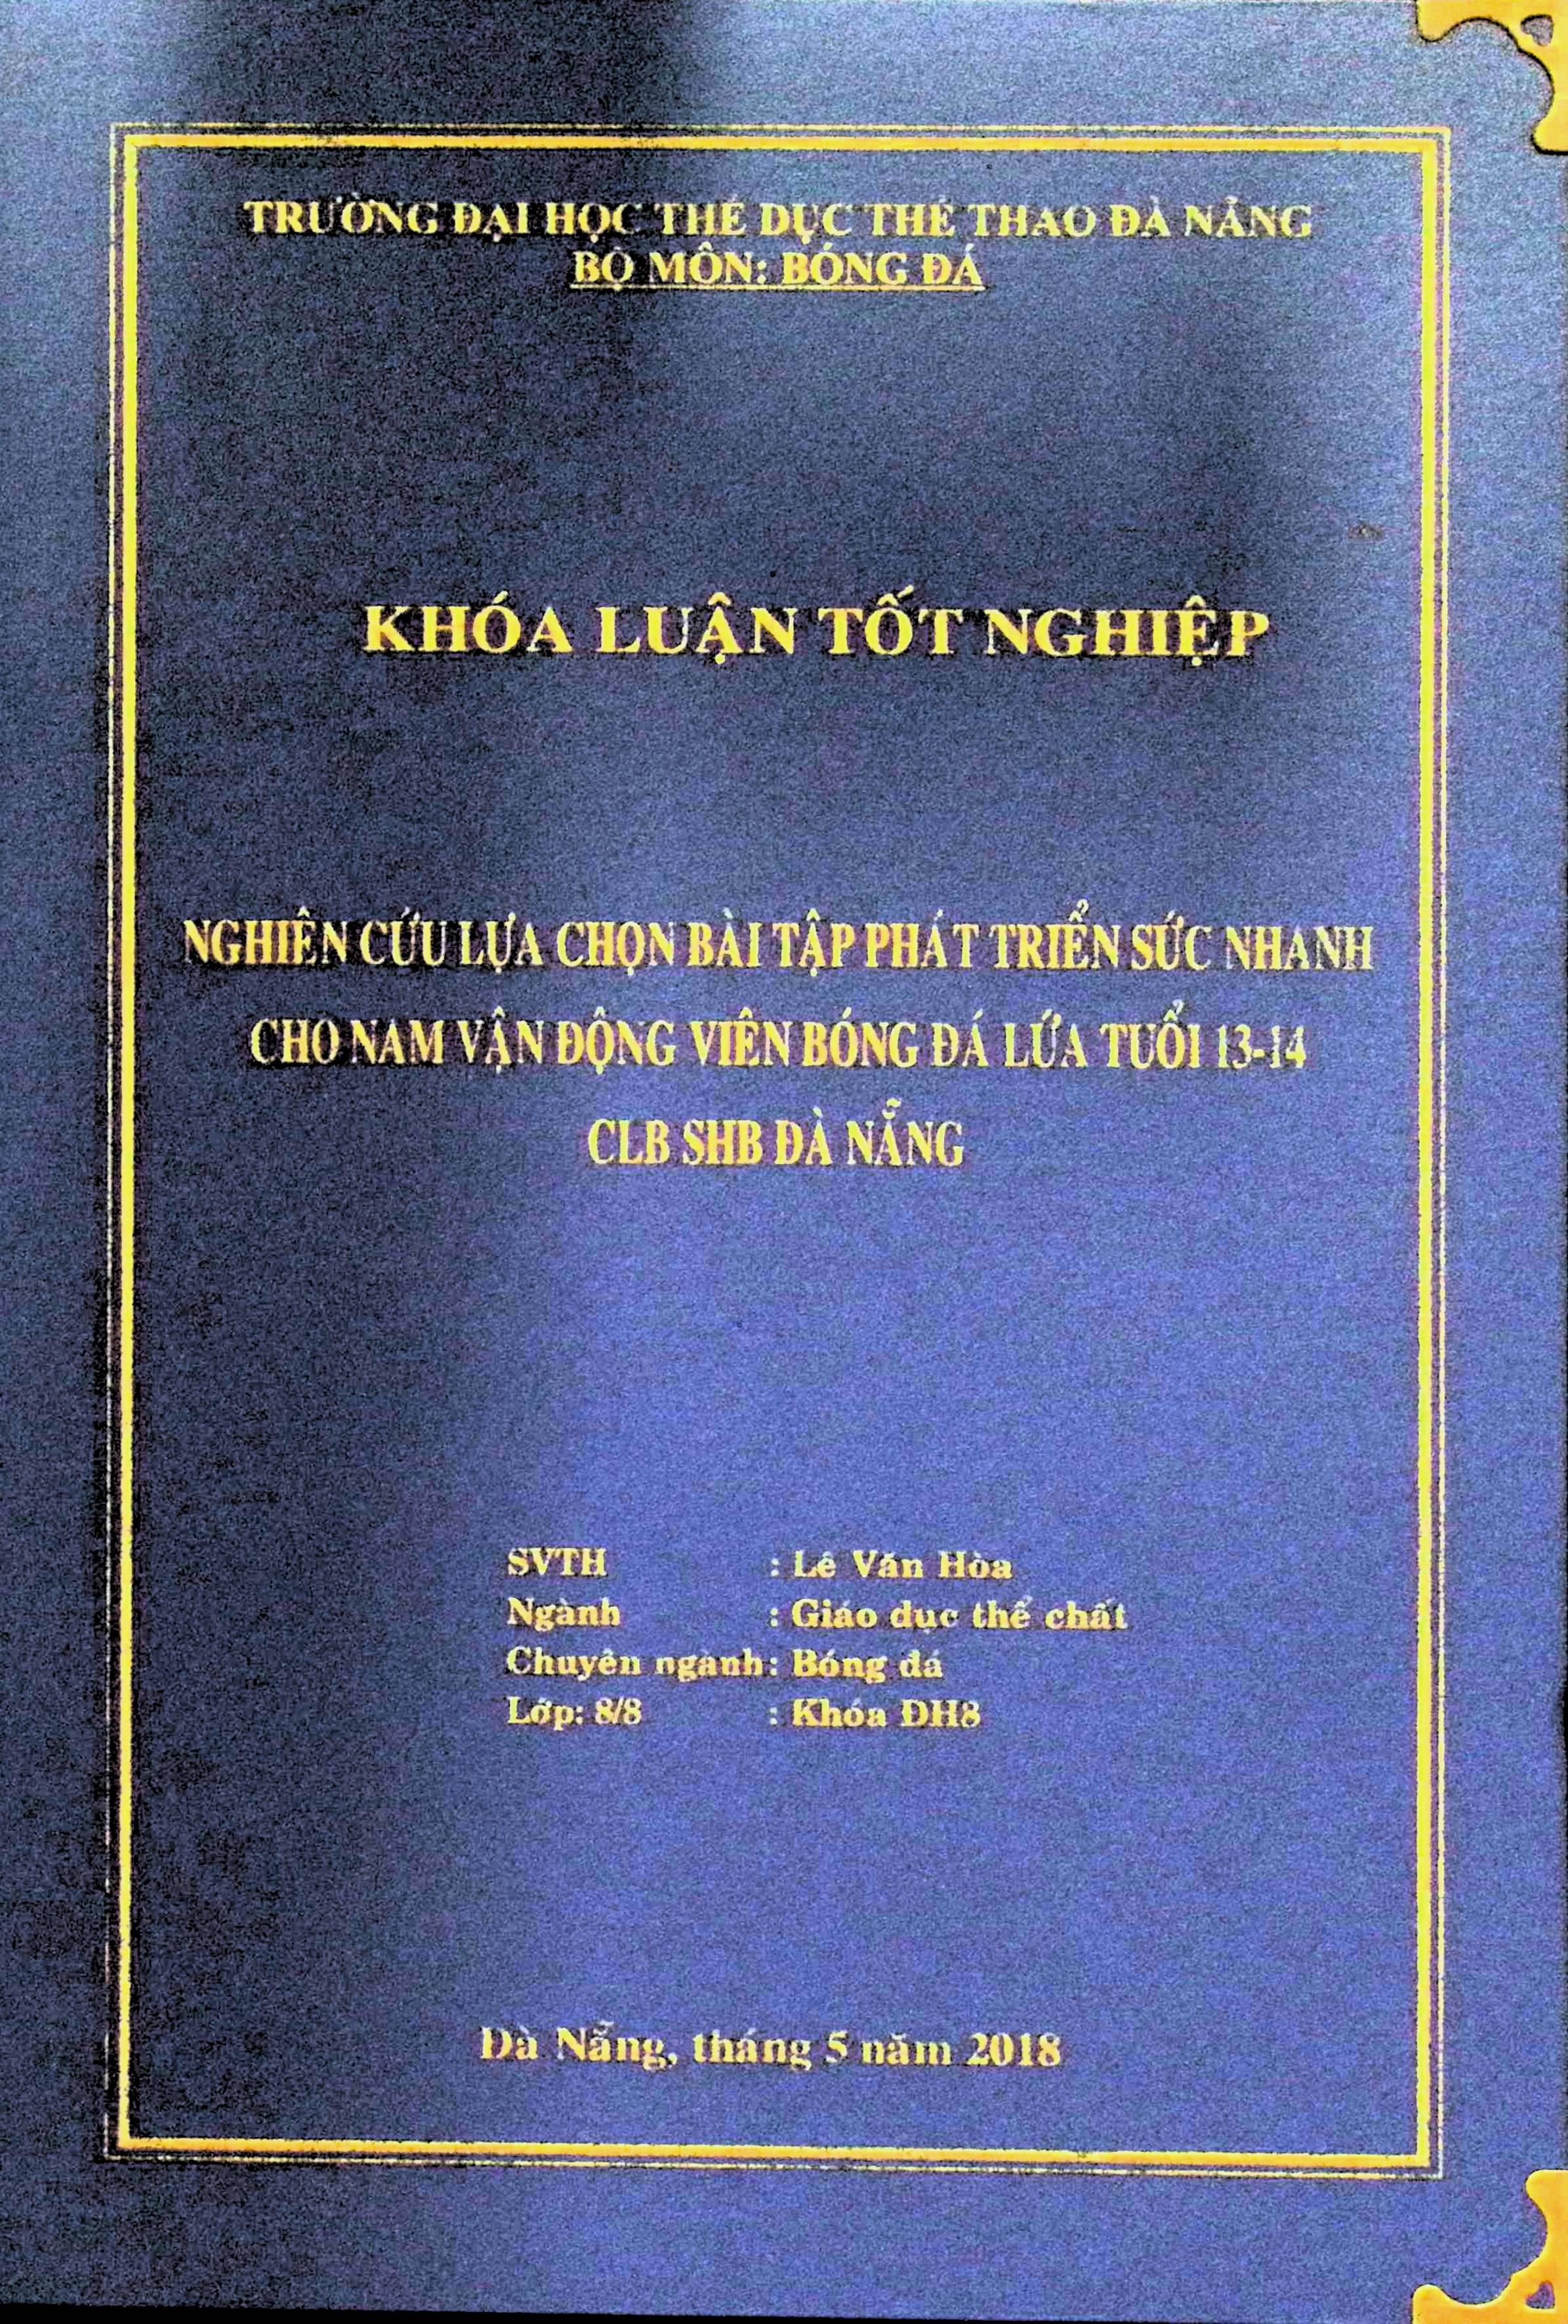 TRƯỜNG ĐẠI HỌC THỂ DỤC THỂ THAO ĐÀ NẴNG
BỘ MÔN: BÓNG ĐÁ
KHÓA LUẬN TỐT NGHIỆP
NGHIÊN CỨU LỰA CHỌN BÀI TẬP PHÁT TRIỂN SỨC NHANH
CHO NAM VẬN ĐỘNG VIÊN BÓNG ĐÁ LỨA TUỔI 13-14
CLB SHB ĐÀ NẴNG
SVTH : Lê Văn Hòa
Ngành : Giáo dục thể chất
Chuyên ngành: Bóng đá
Lớp: 8/8 : Khóa ĐH8
Đà Nẵng, tháng 5 năm 2018